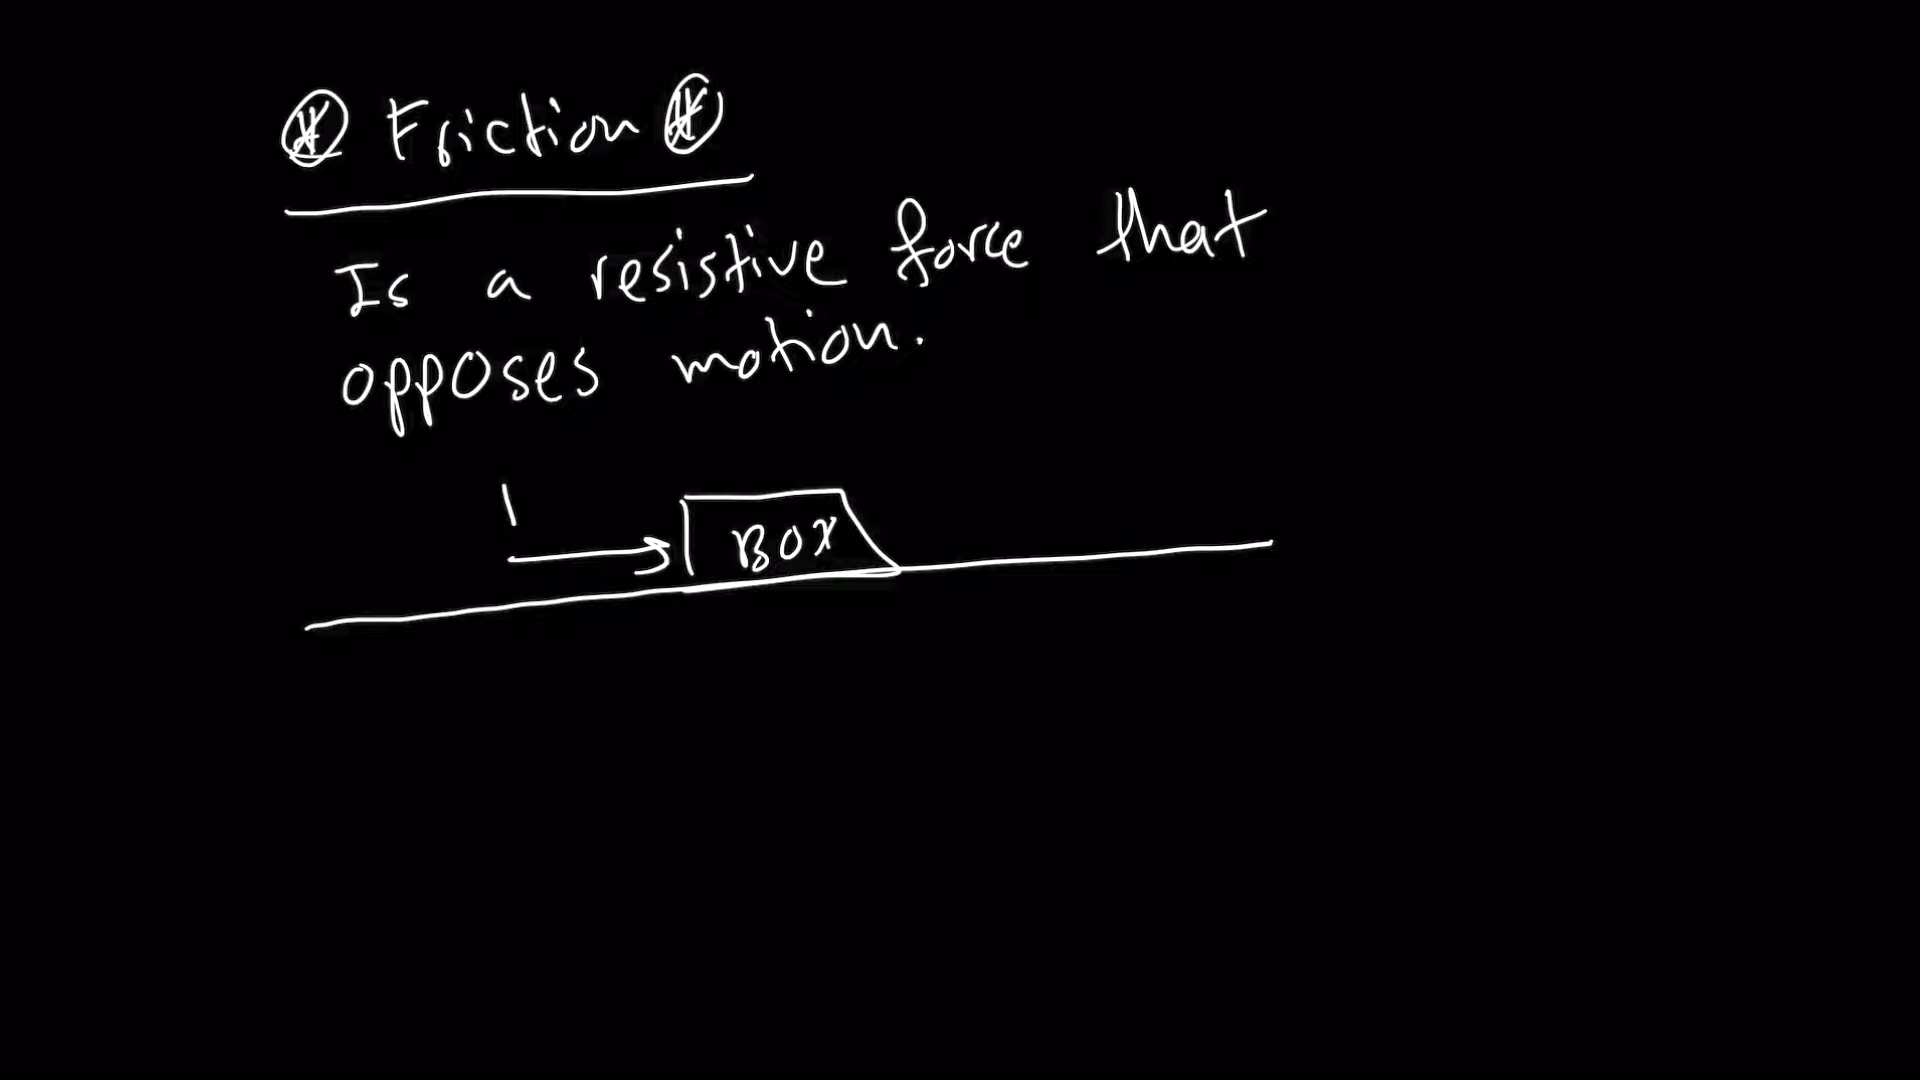 Friction
Is a resistive force that
opposes motion.
BOX